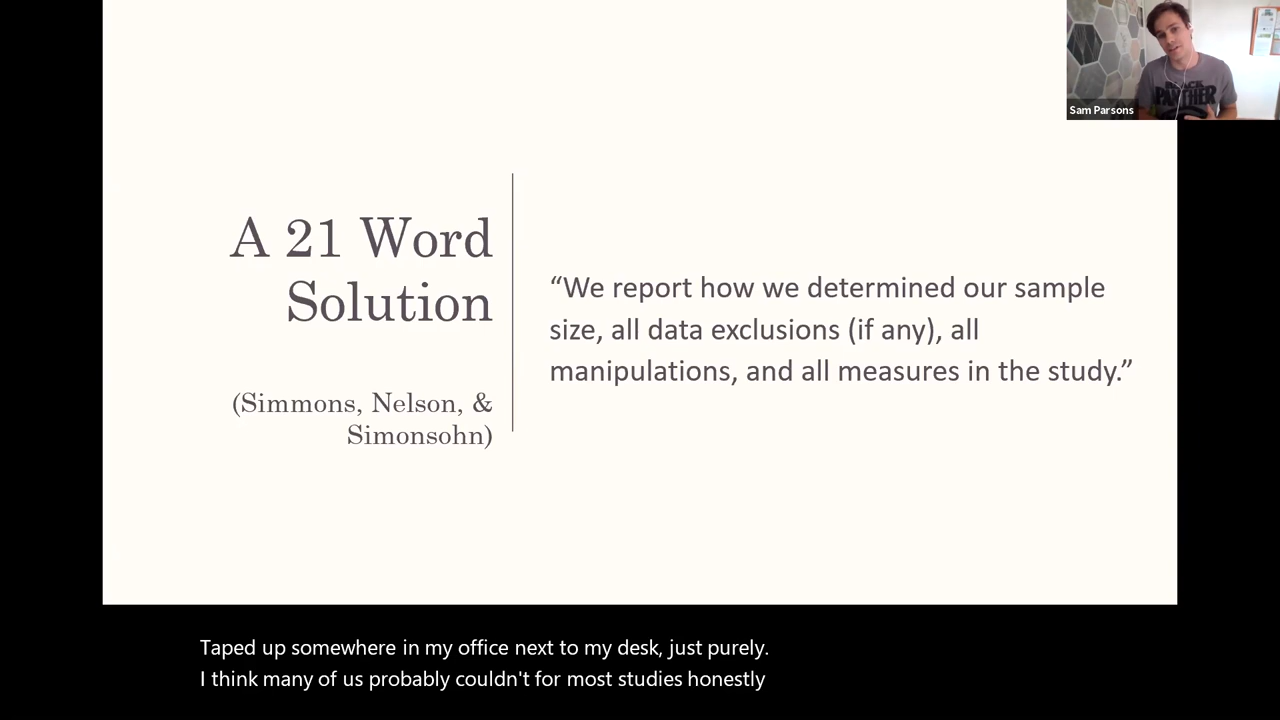 A 21 Word
Solution
(Simmons, Nelson, &
Simonsohn)
“We report how we determined our sample
size, all data exclusions (if any), all
manipulations, and all measures in the study.”
BLACK
PANTHER
Sam Parsons
Taped up somewhere in my office next to my desk, just purely.
I think many of us probably couldn't for most studies honestly